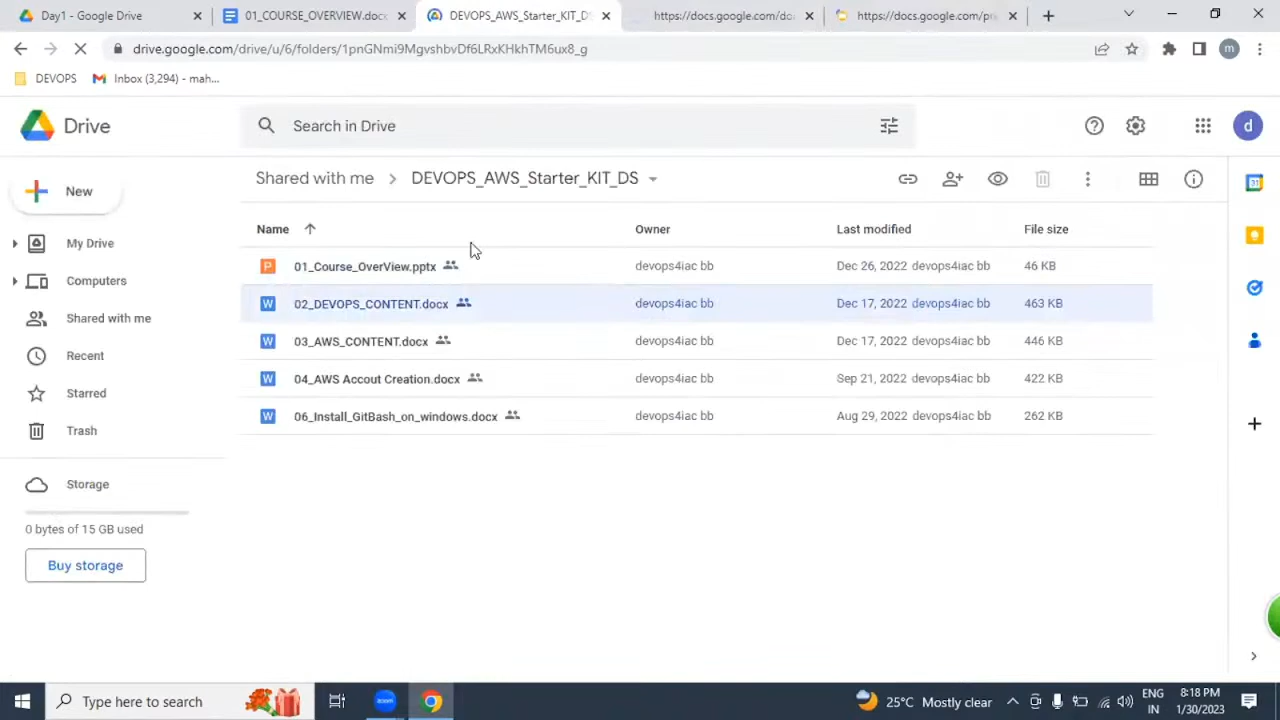 Day1 - Google Drive
01_COURSE_OVERVIEW.docx
DEVOPS_AWS_Starter_KIT_DS
https://docs.google.com/do
https://docs.google.com/pr
drive.google.com/drive/u/6/folders/1pnGNmi9MgvshbvDf6LRxKHkhTM6ux8_g
m
DEVOPS
Inbox (3,294) - mah...
Drive
Search in Drive
d
New
Shared with me > DEVOPS_AWS_Starter_KIT_DS
31
Name
Owner
Last modified
File size
My Drive
Computers
Shared with me
Recent
Starred
Trash
Storage
0 bytes of 15 GB used
Buy storage
P 01_Course_OverView.pptx devops4iac bb Dec 26, 2022 devops4iac bb 46 KB
W 02_DEVOPS_CONTENT.docx devops4iac bb Dec 17, 2022 devops4iac bb 463 KB
W 03_AWS_CONTENT.docx devops4iac bb Dec 17, 2022 devops4iac bb 446 KB
W 04_AWS Accout Creation.docx devops4iac bb Sep 21, 2022 devops4iac bb 422 KB
W 06_Install_GitBash_on_windows.docx devops4iac bb Aug 29, 2022 devops4iac bb 262 KB
Type here to search
zoom
25°C Mostly clear
ENG
IN
8:18 PM
1/30/2023